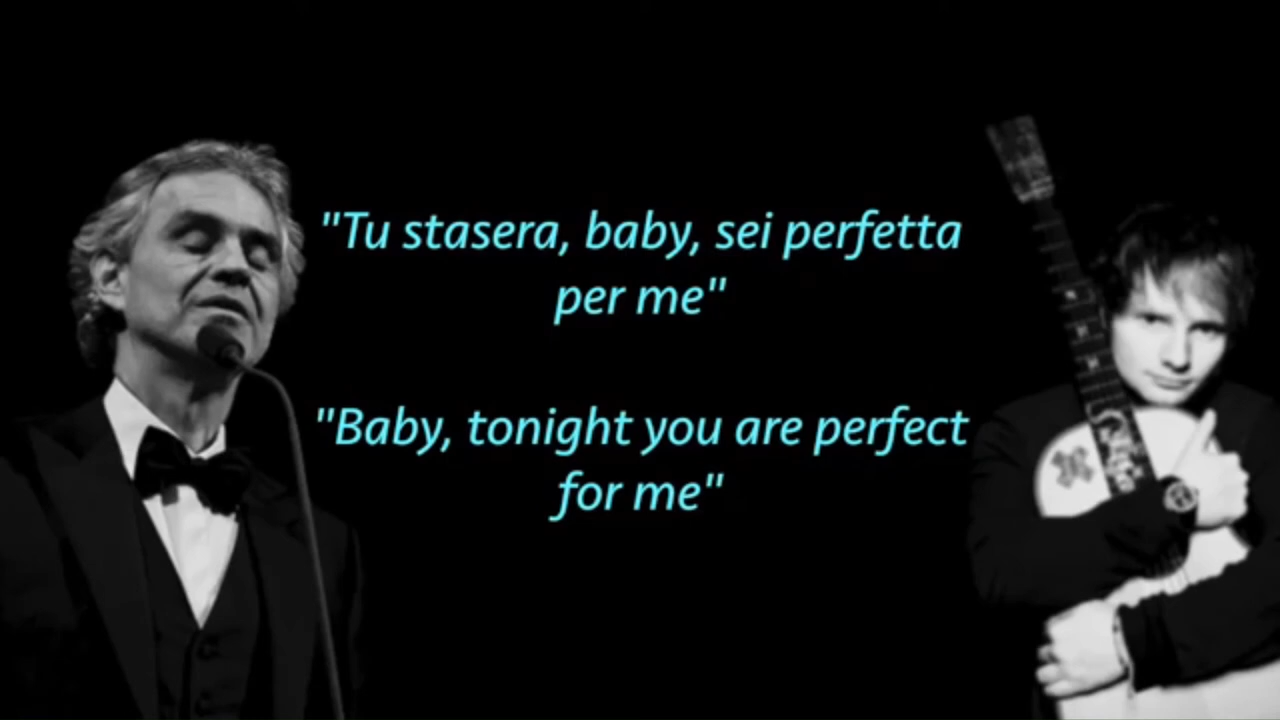 "Tu stasera, baby, sei perfetta
per me"
"Baby, tonight you are perfect
for me"